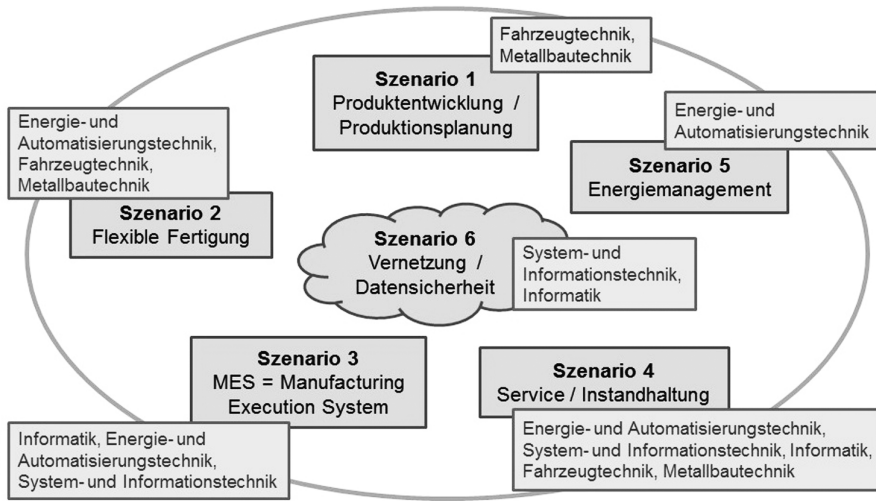 Fahrzeugtechnik,
Metallbautechnik
Szenario 1
Produktentwicklung /
Produktionsplanung
Energie- und
Automatisierungstechnik
Szenario 5
Energiemanagement
Energie- und
Automatisierungstechnik,
Fahrzeugtechnik,
Metallbautechnik
Szenario 2
Flexible Fertigung
Szenario 6
Vernetzung /
Datensicherheit
System- und
Informationstechnik,
Informatik
Szenario 3
MES = Manufacturing
Execution System
Informatik, Energie- und
Automatisierungstechnik,
System- und Informationstechnik
Szenario 4
Service / Instandhaltung
Energie- und Automatisierungstechnik,
System- und Informationstechnik, Informatik,
Fahrzeugtechnik, Metallbautechnik